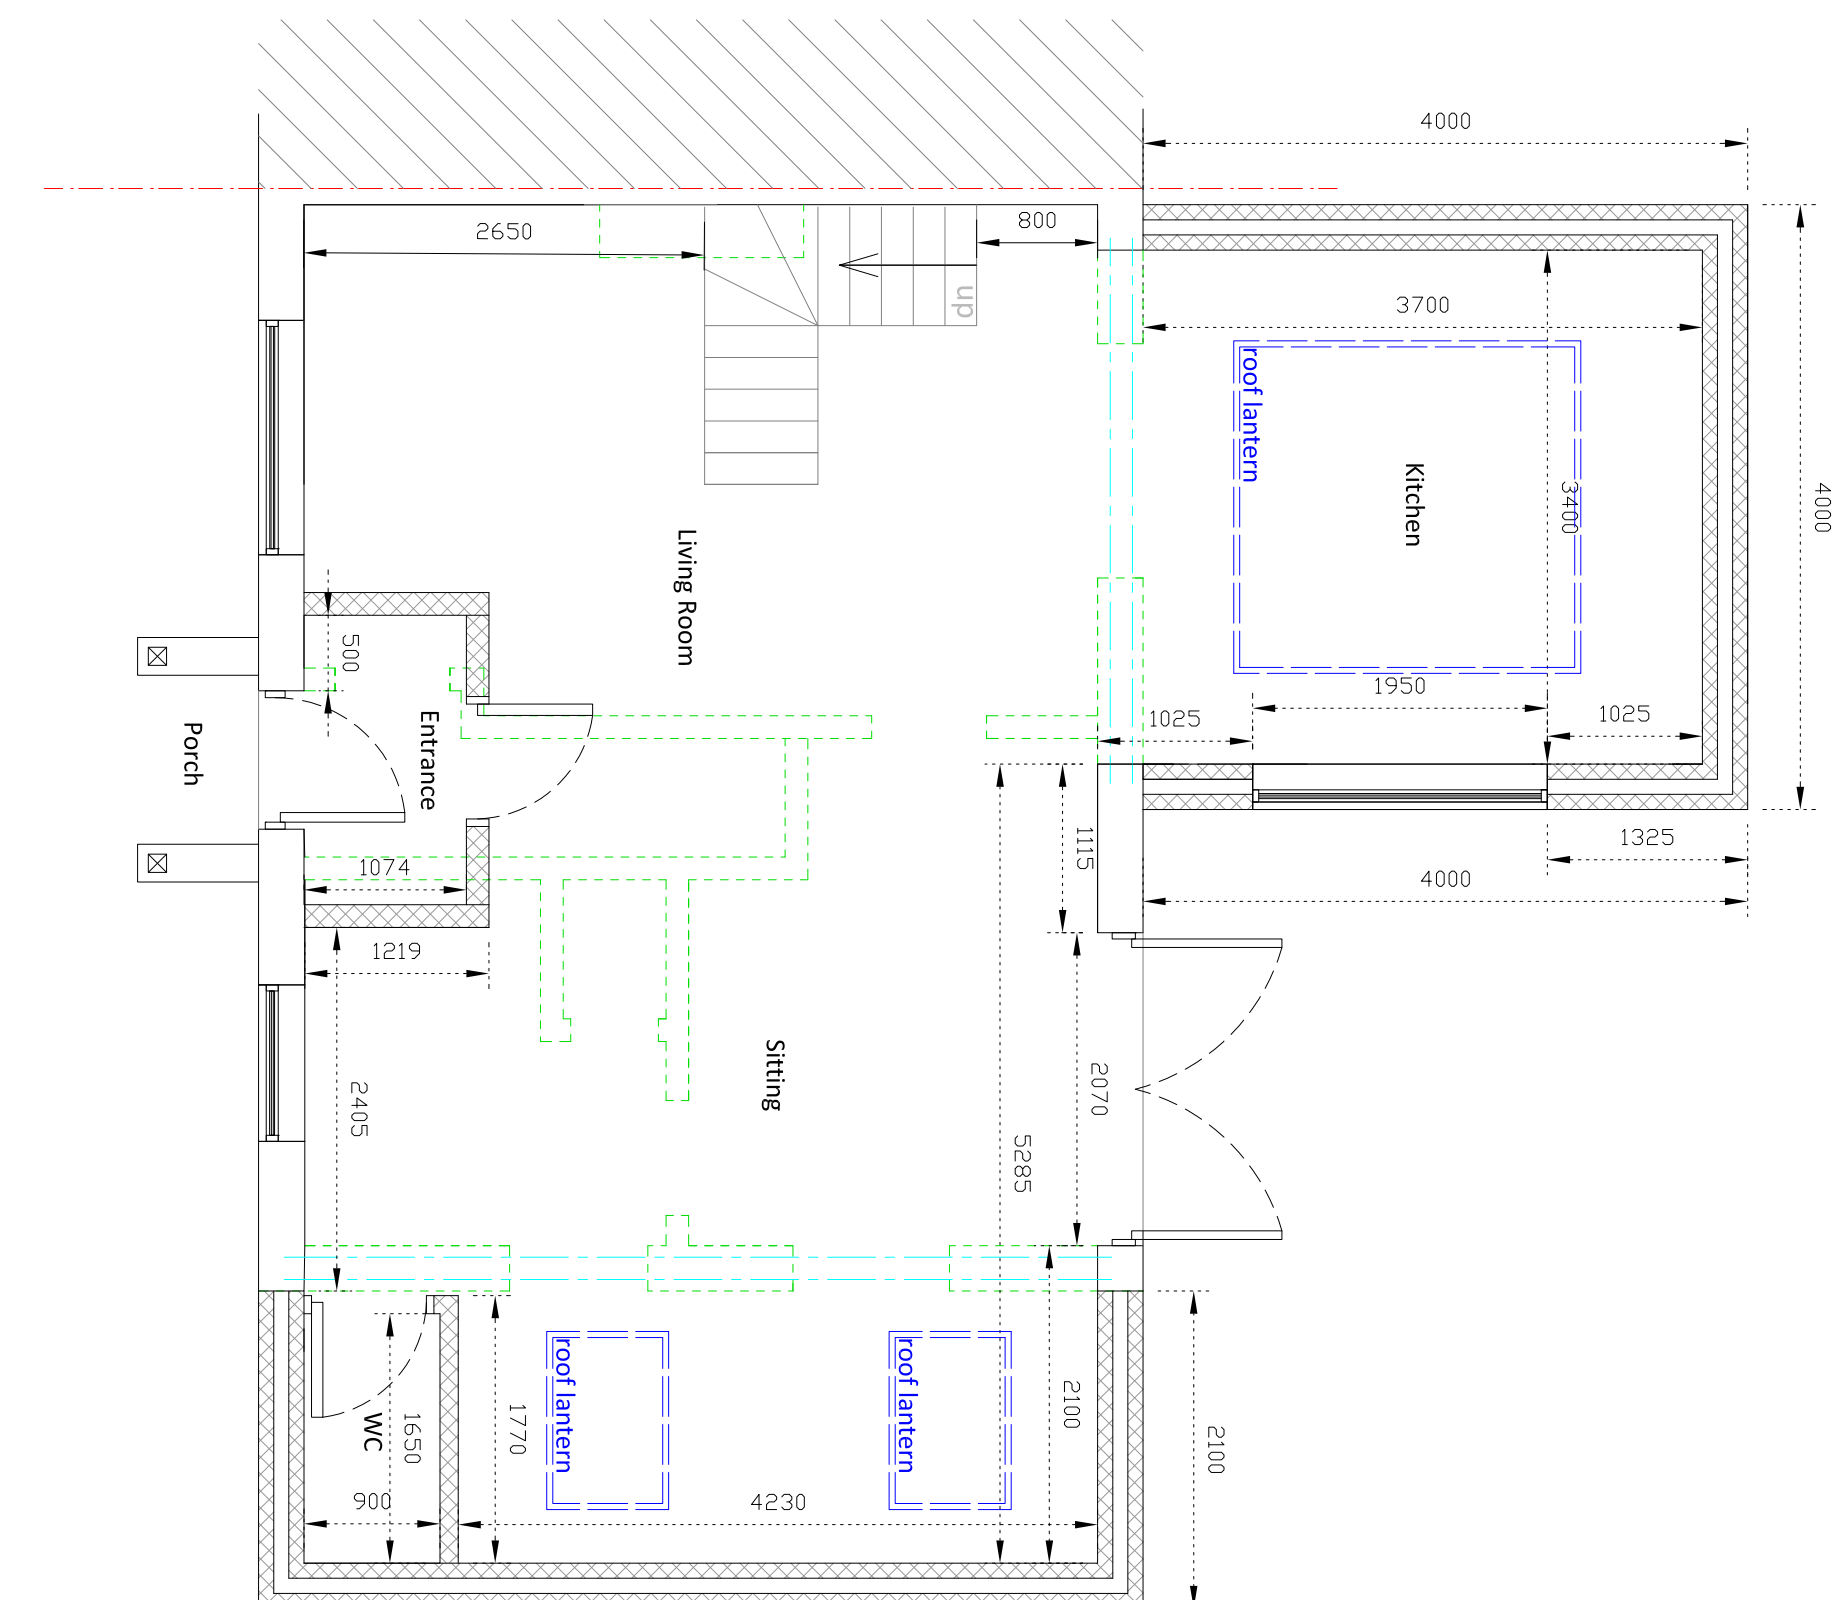 4000
2650
800
up
3700
roof lantern
Kitchen
3400
4000
Living Room
500
1950
1025
1025
Porch
Entrance
1074
1115
1325
4000
1219
2405
Sitting
2070
5285
roof lantern
roof lantern
2100
WC
1650
1770
2100
900
4230